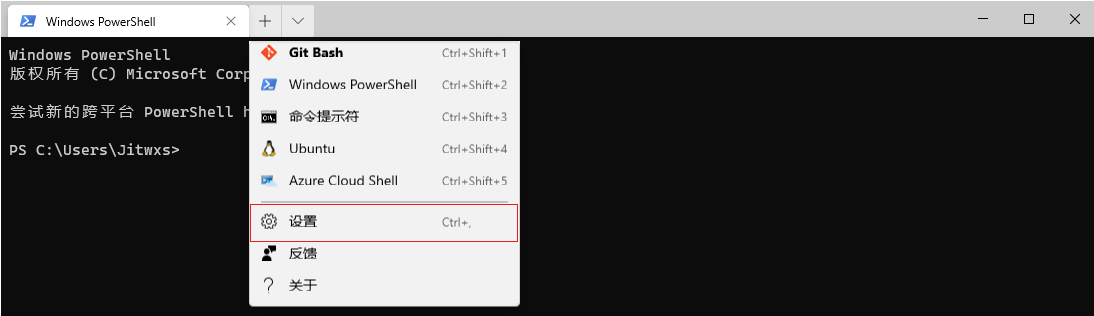 Windows PowerShell
Windows PowerShell
版权所有 (C) Microsoft Corp
尝试新的跨平台 PowerShell
PS C:\Users\Jitwxs>
Git Bash Ctrl+Shift+1
Windows PowerShell Ctrl+Shift+2
命令提示符 Ctrl+Shift+3
Ubuntu Ctrl+Shift+4
Azure Cloud Shell Ctrl+Shift+5
设置 Ctrl+,
反馈
关于